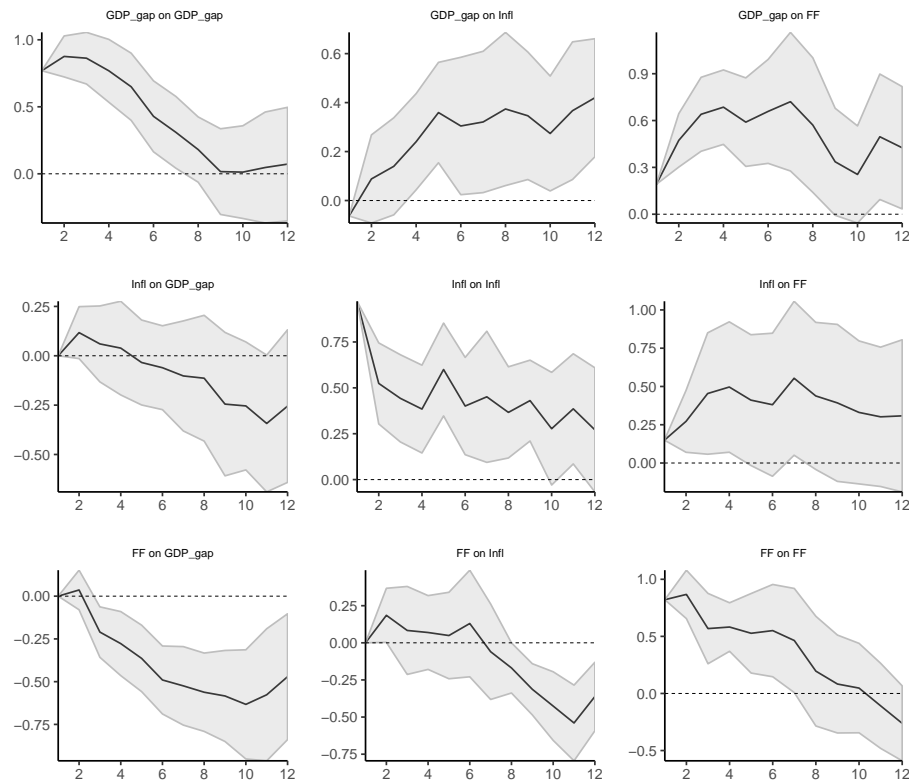 GDP_gap on GDP_gap GDP_gap on Infl GDP_gap on FF
1.0 0.6 0.9
0.5 0.4 0.6
0.0 0.2 0.3
0.0 0.0
2 4 6 8 10 12 2 4 6 8 10 12 2 4 6 8 10 12
Infl on GDP_gap Infl on Infl Infl on FF
0.25 0.75 1.00
0.00 0.50 0.75
−0.25 0.25 0.50
−0.50 0.00 0.25
0.00
2 4 6 8 10 12 2 4 6 8 10 12 2 4 6 8 10 12
FF on GDP_gap FF on Infl FF on FF
0.00 0.25 1.0
−0.25 0.00 0.5
−0.50 −0.25 0.0
−0.75 −0.50 −0.5
−0.75
2 4 6 8 10 12 2 4 6 8 10 12 2 4 6 8 10 12